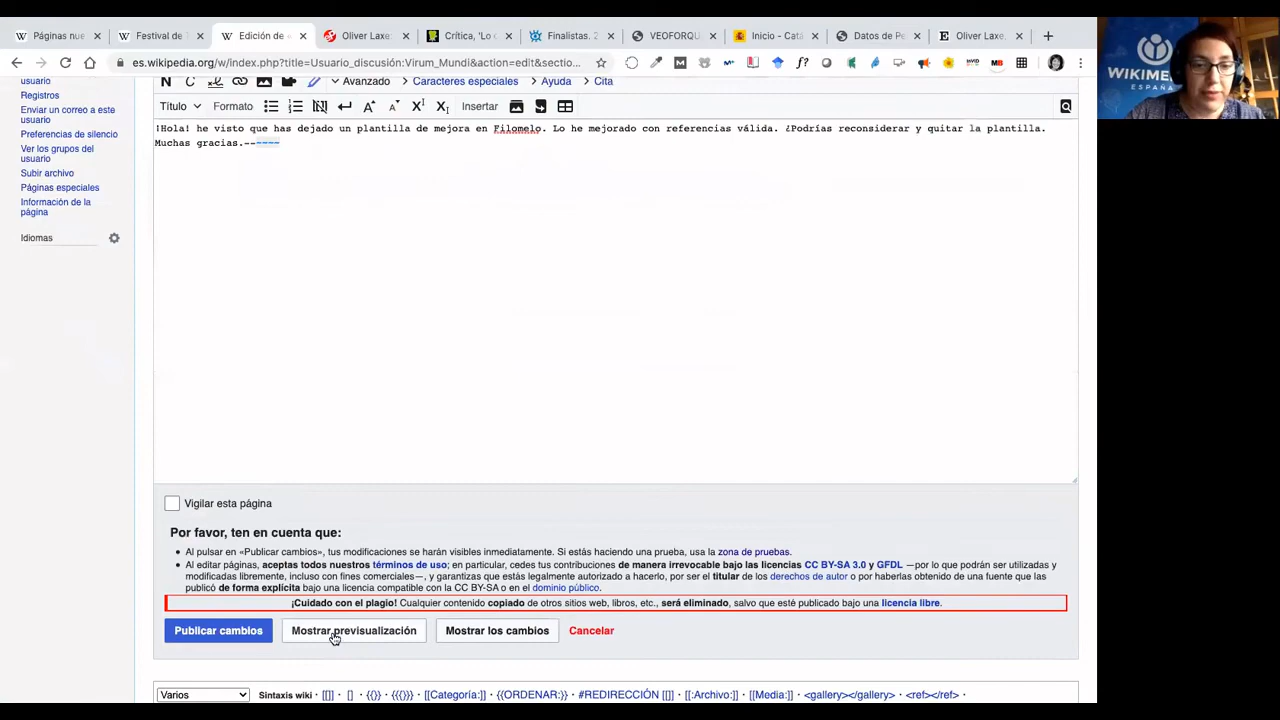 Páginas nue
Festival de
Edición de
Oliver Laxe:
Crítica, 'Lo
Finalistas. 2
VEOFORQU
Inicio - Catá
Datos de Pe
Oliver Laxe.
es.wikipedia.org/w/index.php?title=Usuario_discusión:Virum_Mundi&action=edit&sectio...
WIKIME
ESPAÑA
usuario
Registros
Enviar un correo a este
usuario
Preferencias de silencio
Ver los grupos del
usuario
Subir archivo
Páginas especiales
Información de la
página
Idiomas
N C Avanzado Caracteres especiales Ayuda Cita
Título Formato Insertar
¡Hola! he visto que has dejado un plantilla de mejora en Filomelo. Lo he mejorado con referencias válida. ¿Podrías reconsiderar y quitar la plantilla.
Muchas gracias.--~~~~
Vigilar esta página
Por favor, ten en cuenta que:
Al pulsar en «Publicar cambios», tus modificaciones se harán visibles inmediatamente. Si estás haciendo una prueba, usa la zona de pruebas.
Al editar páginas, aceptas todos nuestros términos de uso; en particular, cedes tus contribuciones de manera irrevocable bajo las licencias CC BY-SA 3.0 y GFDL —por lo que podrán ser utilizadas y
modificadas libremente, incluso con fines comerciales—, y garantizas que estás legalmente autorizado a hacerlo, por ser el titular de los derechos de autor o por haberlas obtenido de una fuente que las
publicó de forma explícita bajo una licencia compatible con la CC BY-SA o en el dominio público.
¡Cuidado con el plagio! Cualquier contenido copiado de otros sitios web, libros, etc., será eliminado, salvo que esté publicado bajo una licencia libre.
Publicar cambios Mostrar previsualización Mostrar los cambios Cancelar
Varios Sintaxis wiki · [[]] · [] · {{}} · {{{}}} · [[Categoría:]] · {{ORDENAR:}} · #REDIRECCIÓN [[]] · [[:Archivo:]] · [[Media:]] · <gallery></gallery> · <ref></ref> ·